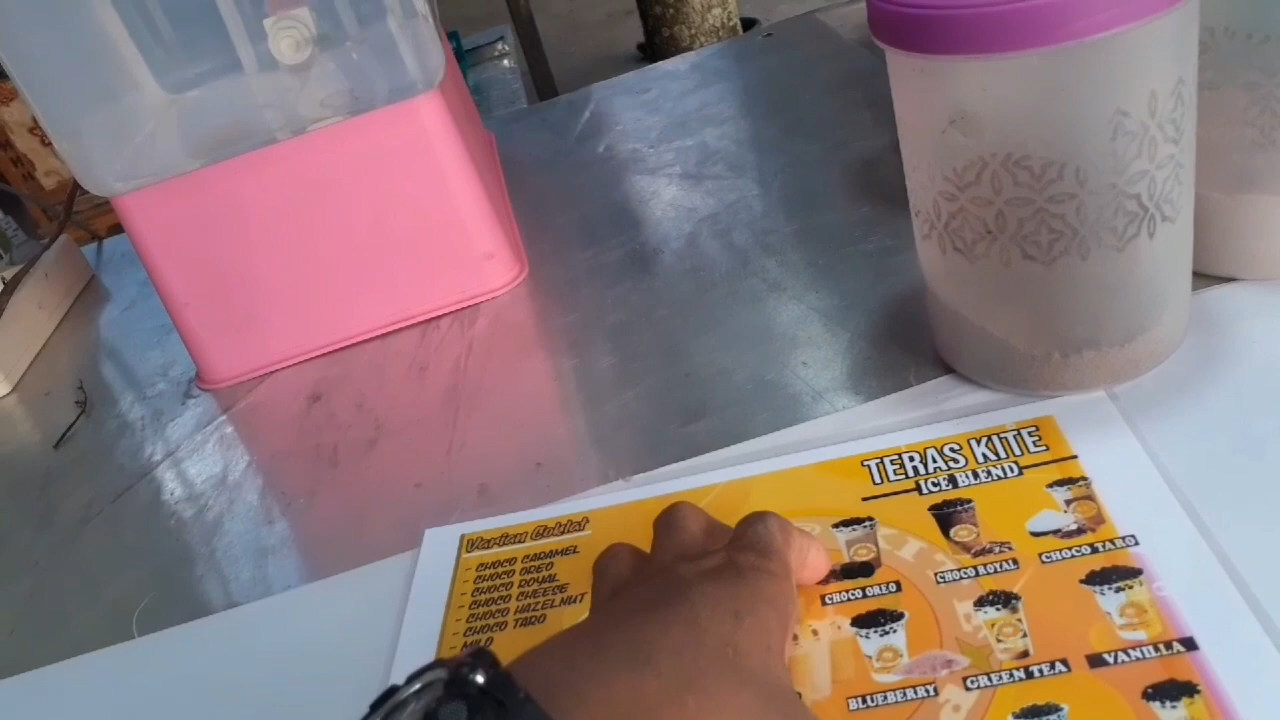 TERAS KITE
ICE BLEND
Varian Coklat
- CHOCO CARAMEL
- CHOCO OREO
- CHOCO ROYAL
- CHOCO CHEESE
- CHOCO HAZELNUT
- CHOCO TARO
- MILO
CHOCO OREO
CHOCO ROYAL
CHOCO TARO
BLUEBERRY
GREEN TEA
VANILLA